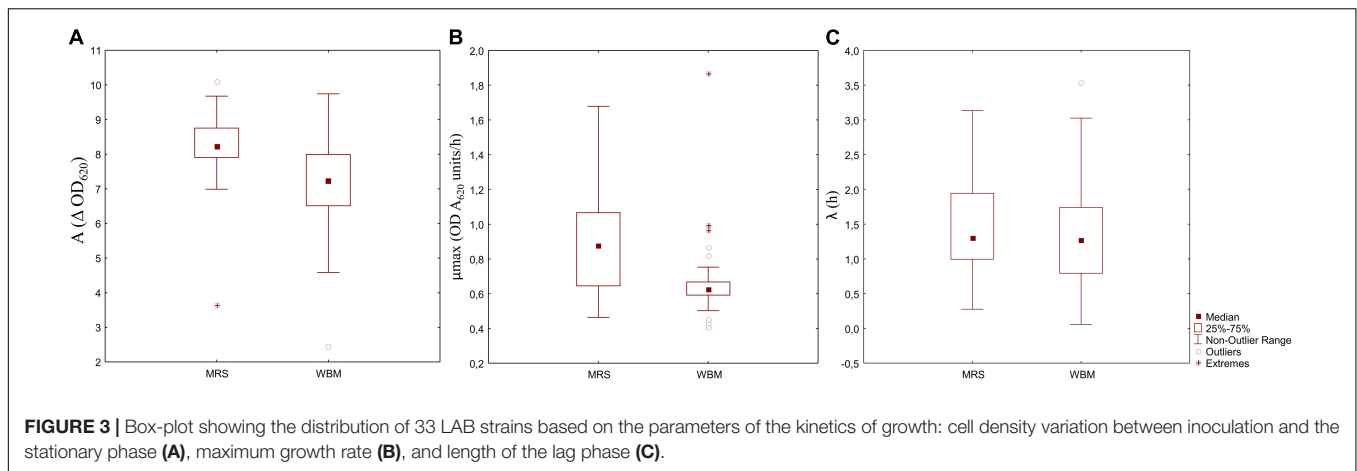 A
11
10
9
8
7
6
5
4
3
2
A (Δ OD620)
MRS
WBM
B
2,0
1,8
1,6
1,4
1,2
1,0
0,8
0,6
0,4
0,2
μmax (OD A620 units/h)
MRS
WBM
C
4,0
3,5
3,0
2,5
2,0
1,5
1,0
0,5
0,0
-0,5
λ (h)
MRS
WBM
Median
25%-75%
Non-Outlier Range
Outliers
Extremes
FIGURE 3 | Box-plot showing the distribution of 33 LAB strains based on the parameters of the kinetics of growth: cell density variation between inoculation and the
stationary phase (A), maximum growth rate (B), and length of the lag phase (C).